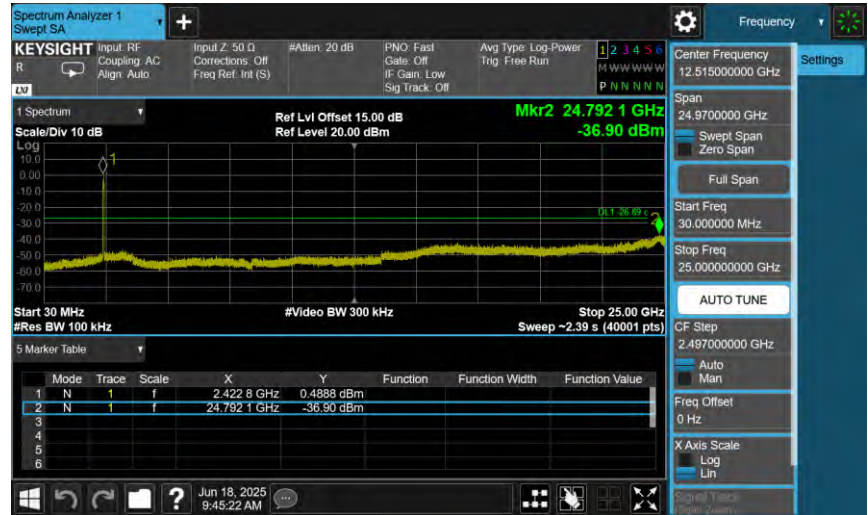 Spectrum Analyzer 1
Swept SA
+
Frequency
KEYSIGHT
R
LXI
Input: RF
Coupling: AC
Align: Auto
Input Z: 50 Ω
Corrections: Off
Freq Ref: Int (S)
#Atten: 20 dB
PNO: Fast
Gate: Off
IF Gain: Low
Sig Track: Off
Avg Type: Log-Power
Trig: Free Run
1 2 3 4 5 6
M W W W W W
P N N N N N
1 Spectrum
Scale/Div 10 dB
Ref Lvl Offset 15.00 dB
Ref Level 20.00 dBm
Mkr2 24.792 1 GHz
-36.90 dBm
Log
10.0
0.00
-10.0
-20.0
-30.0
-40.0
-50.0
-60.0
-70.0
1
DL1 -26.89
2
Start 30 MHz
#Res BW 100 kHz
#Video BW 300 kHz
Stop 25.00 GHz
Sweep ~2.39 s (40001 pts)
5 Marker Table
Mode Trace Scale X Y Function Function Width Function Value
1 N 1 f 2.422 8 GHz 0.4888 dBm
2 N 1 f 24.792 1 GHz -36.90 dBm
3
4
5
6
?
Jun 18, 2025
9:45:22 AM
Center Frequency
12.515000000 GHz
Settings
Span
24.9700000 GHz
Swept Span
Zero Span
Full Span
Start Freq
30.000000 MHz
Stop Freq
25.000000000 GHz
AUTO TUNE
CF Step
2.497000000 GHz
Auto
Man
Freq Offset
0 Hz
X Axis Scale
Log
Lin
Signal Track
(Span Zoom)